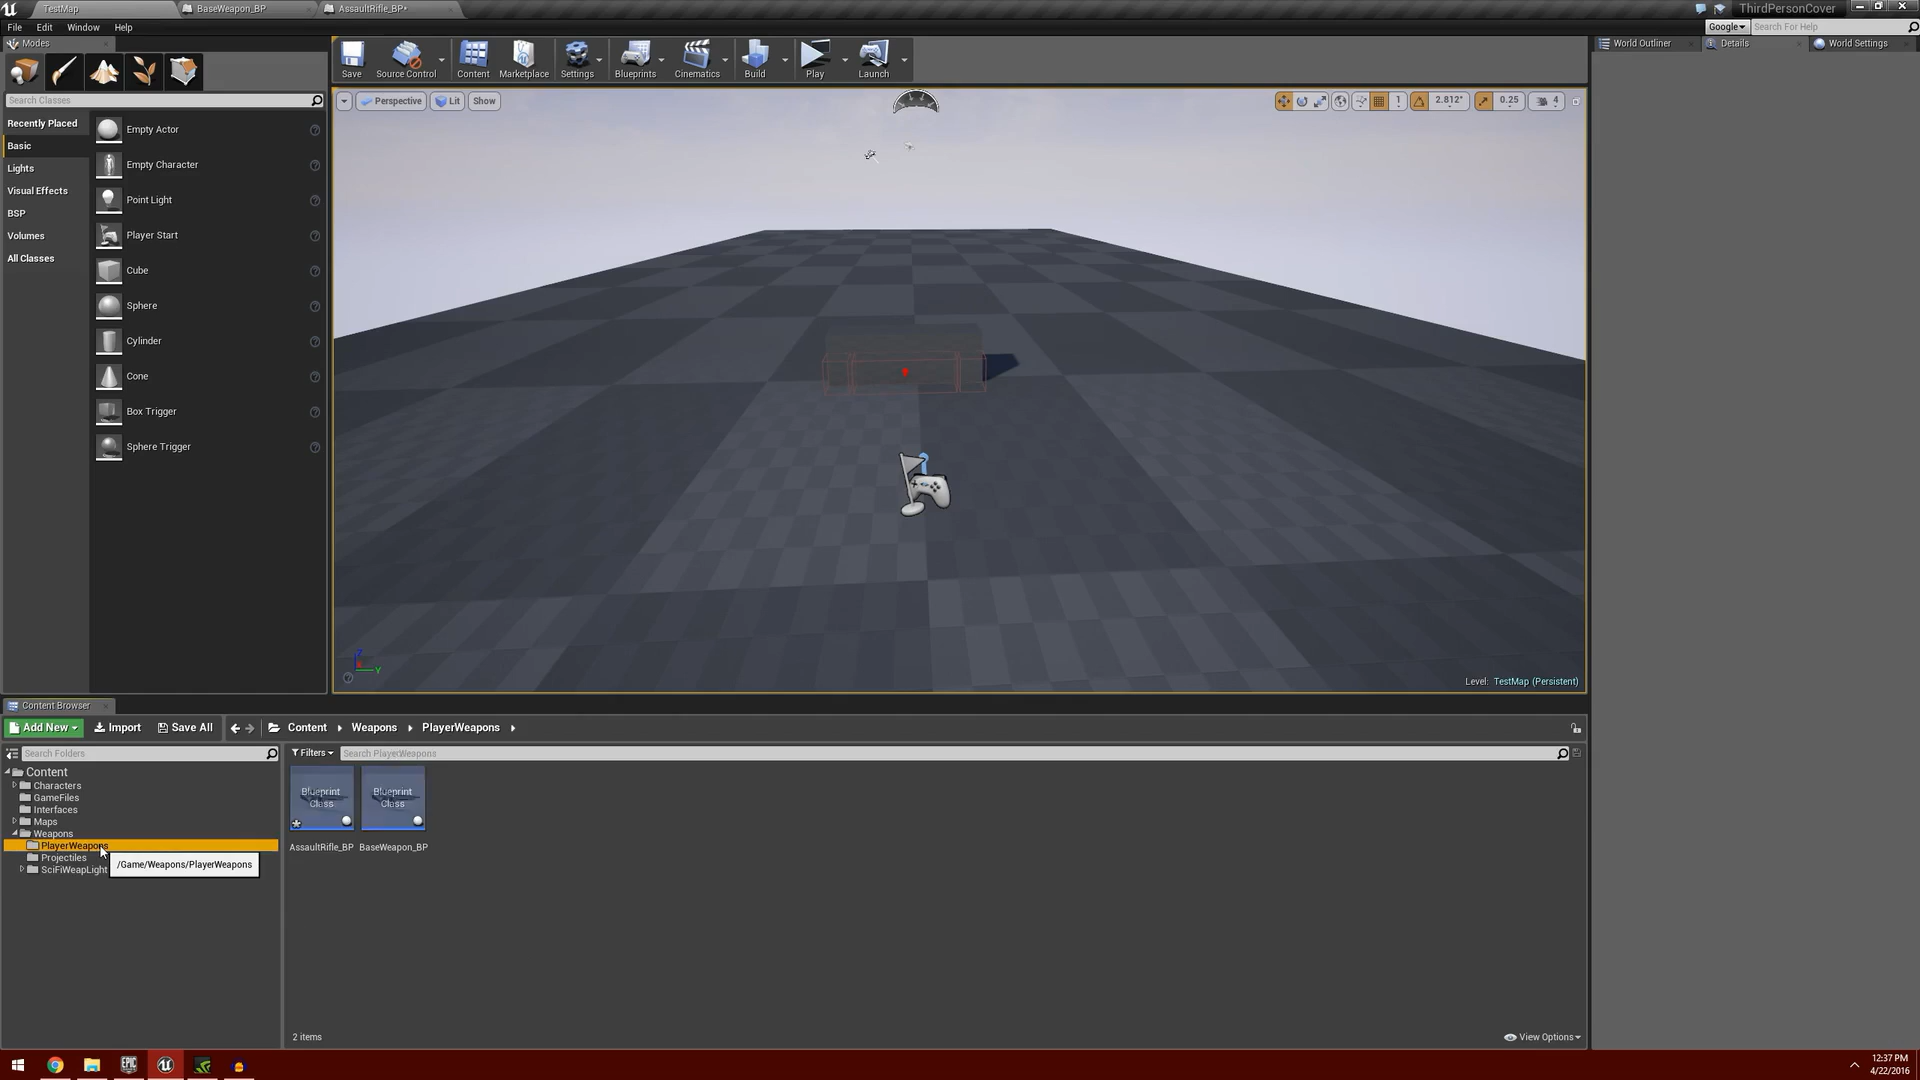 TestMap
BaseWeapon_BP
AssaultRifle_BP*
ThirdPersonCover
File
Edit
Window
Help
Google
Search For Help
Modes
World Outliner
Details
World Settings
Save
Source Control
Content
Marketplace
Settings
Blueprints
Cinematics
Build
Play
Launch
Search Classes
Perspective
Lit
Show
1
2.812°
0.25
4
Recently Placed
Basic
Lights
Visual Effects
BSP
Volumes
All Classes
Empty Actor
Empty Character
Point Light
Player Start
Cube
Sphere
Cylinder
Cone
Box Trigger
Sphere Trigger
Z
Y
Level: TestMap (Persistent)
Content Browser
Add New
Import
Save All
Content
Weapons
PlayerWeapons
Search Folders
Filters
Search PlayerWeapons
Content
Characters
GameFiles
Interfaces
Maps
Weapons
PlayerWeapons
Projectiles
SciFiWeapLight
/Game/Weapons/PlayerWeapons
Blueprint
Class
Blueprint
Class
AssaultRifle_BP
BaseWeapon_BP
2 items
View Options
EPIC
12:37 PM
4/22/2016